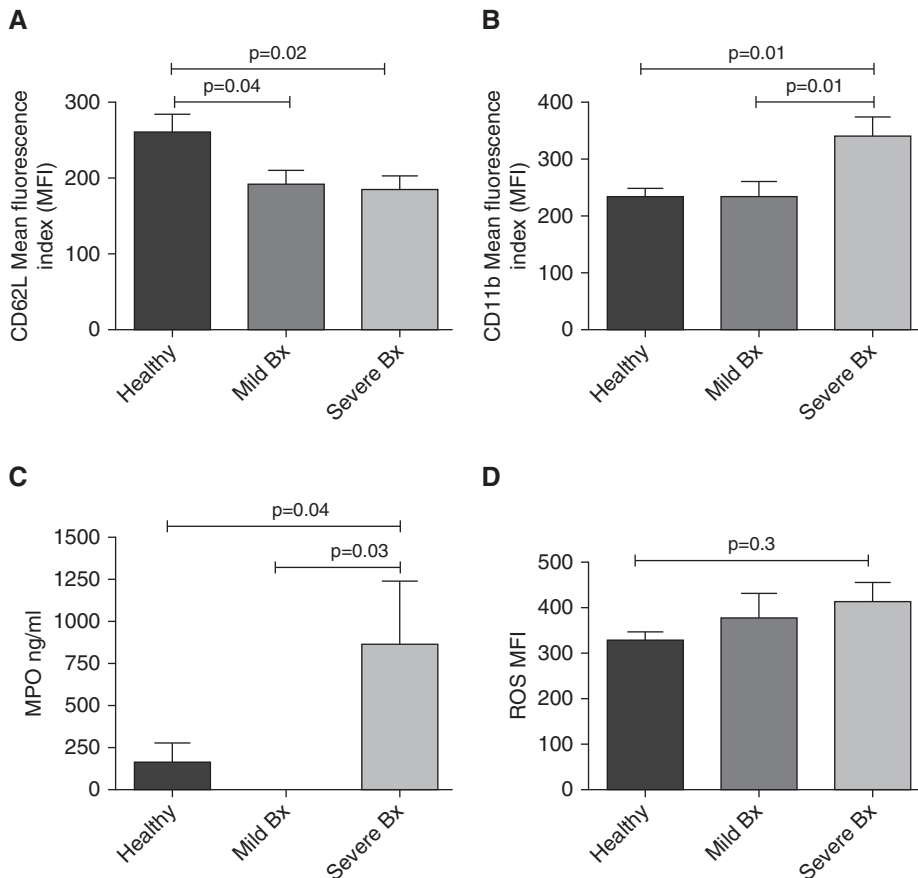 A
p=0.02
p=0.04
CD62L Mean fluorescence
index (MFI)
300
200
100
0
Healthy
Mild Bx
Severe Bx
B
p=0.01
p=0.01
CD11b Mean fluorescence
index (MFI)
400
300
200
100
0
Healthy
Mild Bx
Severe Bx
C
p=0.04
p=0.03
MPO ng/ml
1500
1250
1000
750
500
250
0
Healthy
Mild Bx
Severe Bx
D
p=0.3
ROS MFI
500
400
300
200
100
0
Healthy
Mild Bx
Severe Bx